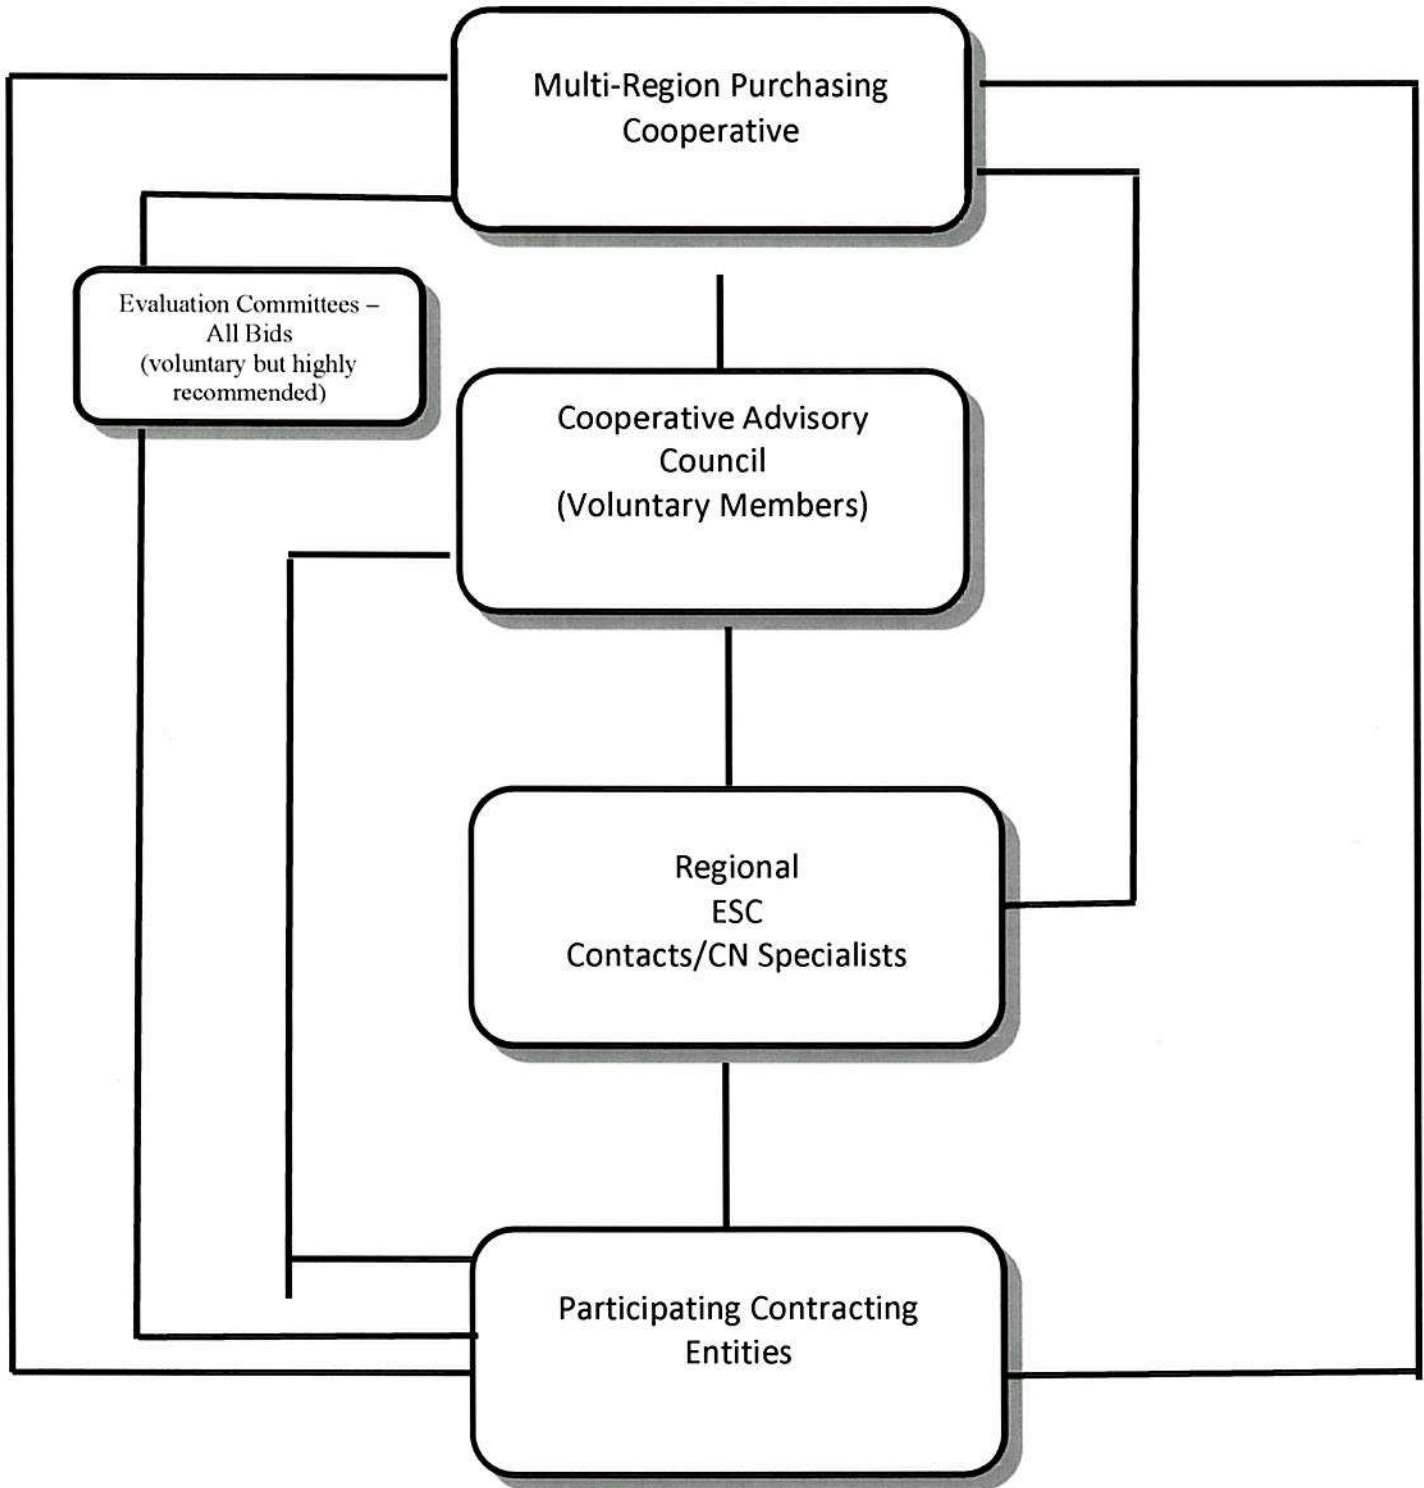 Multi-Region Purchasing
Cooperative
Evaluation Committees –
All Bids
(voluntary but highly
recommended)
Cooperative Advisory
Council
(Voluntary Members)
Regional
ESC
Contacts/CN Specialists
Participating Contracting
Entities